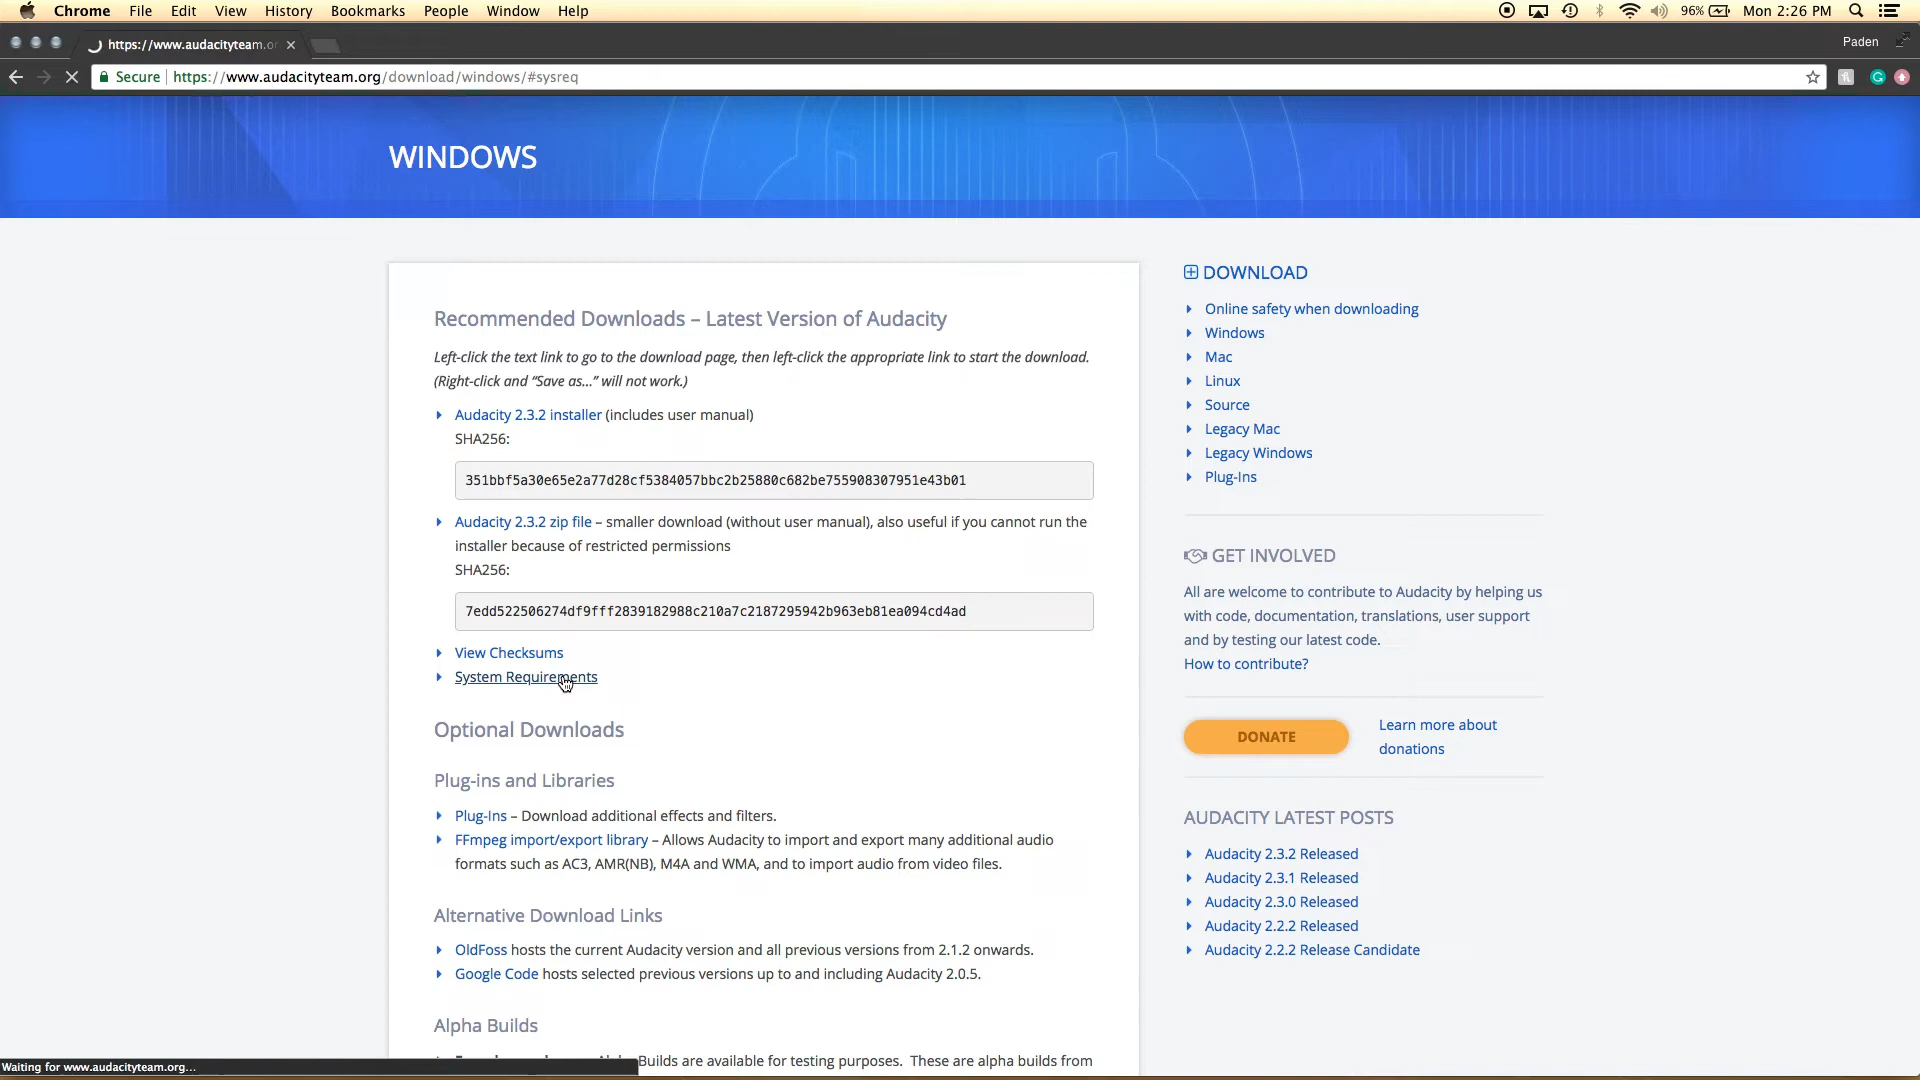 Chrome File Edit View History Bookmarks People Window Help 96% Mon 2:26 PM
https://www.audacityteam.or Paden
Secure https://www.audacityteam.org/download/windows/#sysreq
WINDOWS
Recommended Downloads – Latest Version of Audacity
Left-click the text link to go to the download page, then left-click the appropriate link to start the download.
(Right-click and “Save as...” will not work.)
Audacity 2.3.2 installer (includes user manual)
SHA256:
351bbf5a30e65e2a77d28cf5384057bbc2b25880c682be755908307951e43b01
Audacity 2.3.2 zip file – smaller download (without user manual), also useful if you cannot run the
installer because of restricted permissions
SHA256:
7edd522506274df9fff2839182988c210a7c2187295942b963eb81ea094cd4ad
View Checksums
System Requirements
Optional Downloads
Plug-ins and Libraries
Plug-Ins – Download additional effects and filters.
FFmpeg import/export library – Allows Audacity to import and export many additional audio
formats such as AC3, AMR(NB), M4A and WMA, and to import audio from video files.
Alternative Download Links
OldFoss hosts the current Audacity version and all previous versions from 2.1.2 onwards.
Google Code hosts selected previous versions up to and including Audacity 2.0.5.
Alpha Builds
Builds are available for testing purposes. These are alpha builds from
DOWNLOAD
Online safety when downloading
Windows
Mac
Linux
Source
Legacy Mac
Legacy Windows
Plug-Ins
GET INVOLVED
All are welcome to contribute to Audacity by helping us
with code, documentation, translations, user support
and by testing our latest code.
How to contribute?
DONATE
Learn more about
donations
AUDACITY LATEST POSTS
Audacity 2.3.2 Released
Audacity 2.3.1 Released
Audacity 2.3.0 Released
Audacity 2.2.2 Released
Audacity 2.2.2 Release Candidate
Waiting for www.audacityteam.org...